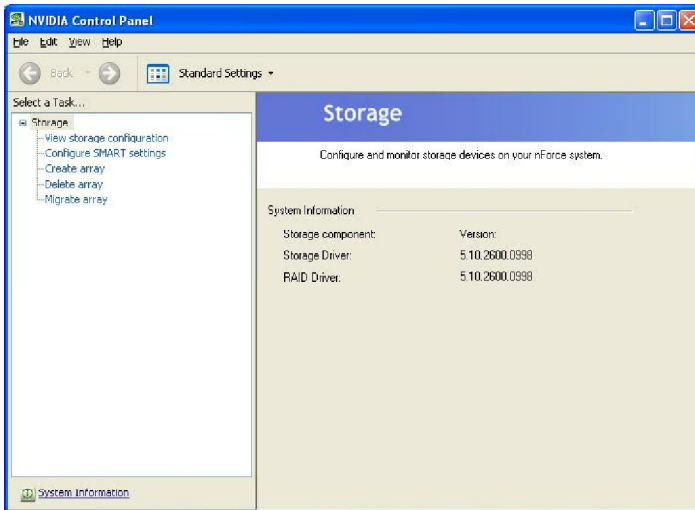 NVIDIA Control Panel
File Edit View Help
Back Standard Settings
Select a Task...
Storage
View storage configuration
Configure SMART settings
Create array
Delete array
Migrate array
System Information
Storage
Configure and monitor storage devices on your nForce system.
System Information
Storage component: Version:
Storage Driver: 5.10.2600.0998
RAID Driver: 5.10.2600.0998